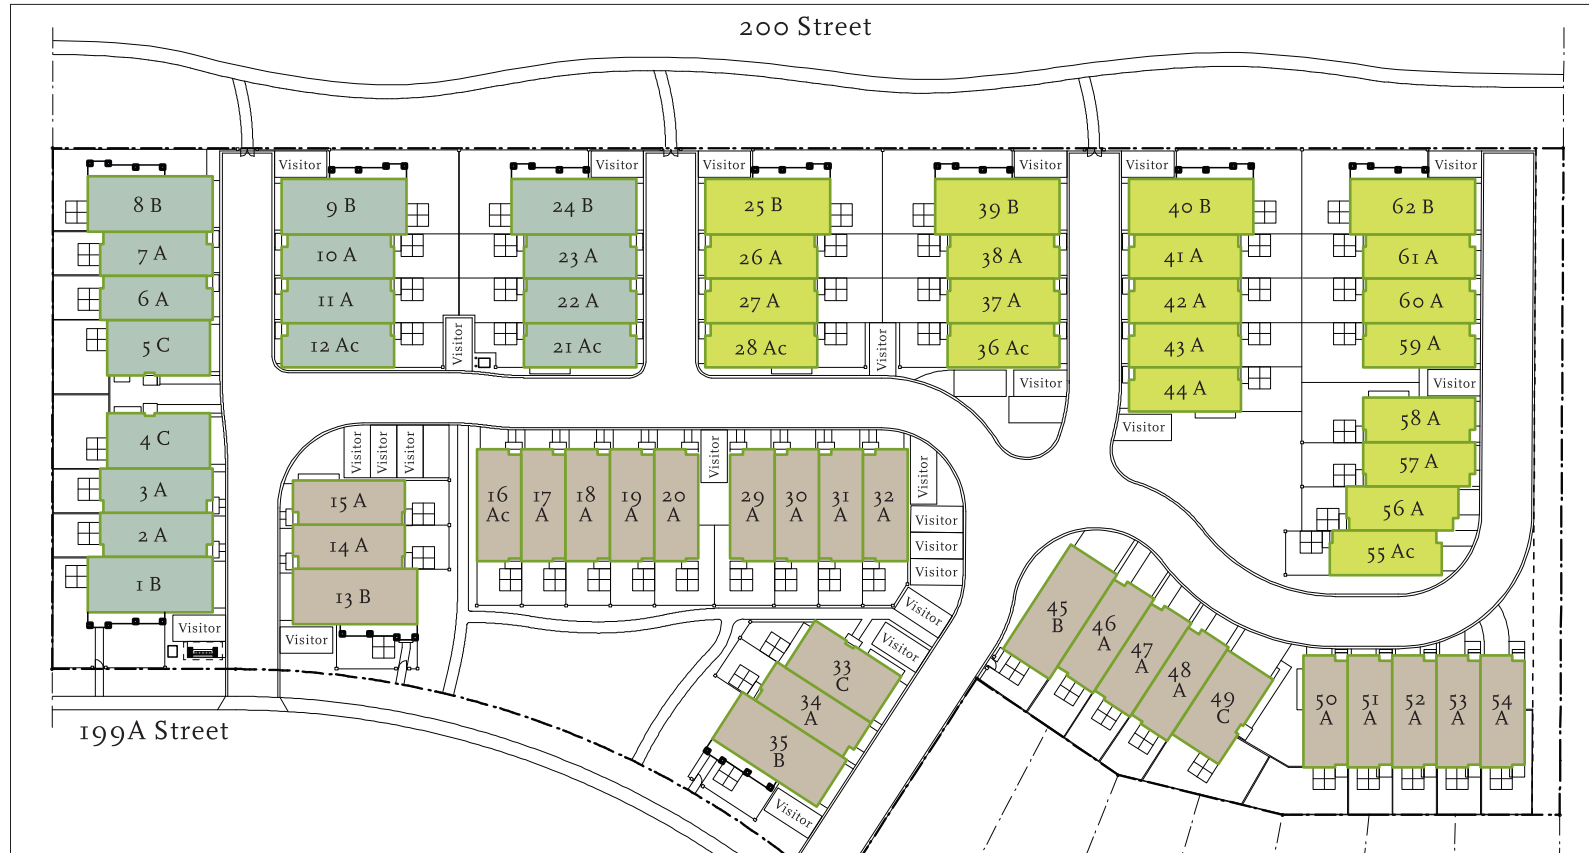 200 Street
Visitor
Visitor
Visitor
Visitor
Visitor
Visitor
8 B
9 B
24 B
25 B
39 B
40 B
62 B
7 A
10 A
23 A
26 A
38 A
41 A
61 A
6 A
11 A
22 A
27 A
37 A
42 A
60 A
5 C
12 Ac
Visitor
21 Ac
28 Ac
Visitor
36 Ac
43 A
59 A
Visitor
44 A
Visitor
4 C
Visitor
Visitor
Visitor
Visitor
Visitor
Visitor
58 A
3 A
15 A
16
Ac
17
A
18
A
19
A
20
A
29
A
30
A
31
A
32
A
57 A
2 A
14 A
Visitor
Visitor
Visitor
56 A
55 Ac
1 B
13 B
Visitor
Visitor
Visitor
Visitor
45
B
46
A
47
A
48
A
49
C
33
C
34
A
35
B
50
A
51
A
52
A
53
A
54
A
199A Street
Visitor